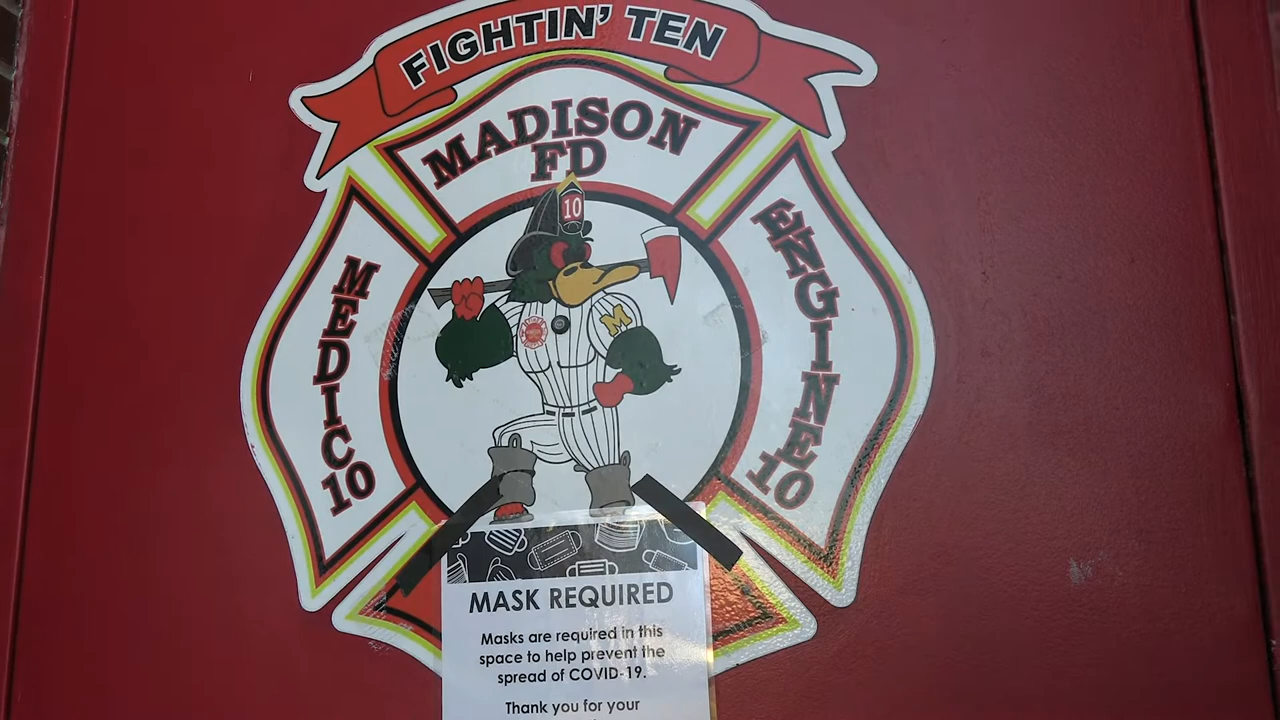 FIGHTIN' TEN
MADISON
FD
10
MEDIC 10
ENGINE 10
M
MASK REQUIRED
Masks are required in this
space to help prevent the
spread of COVID-19.
Thank you for your